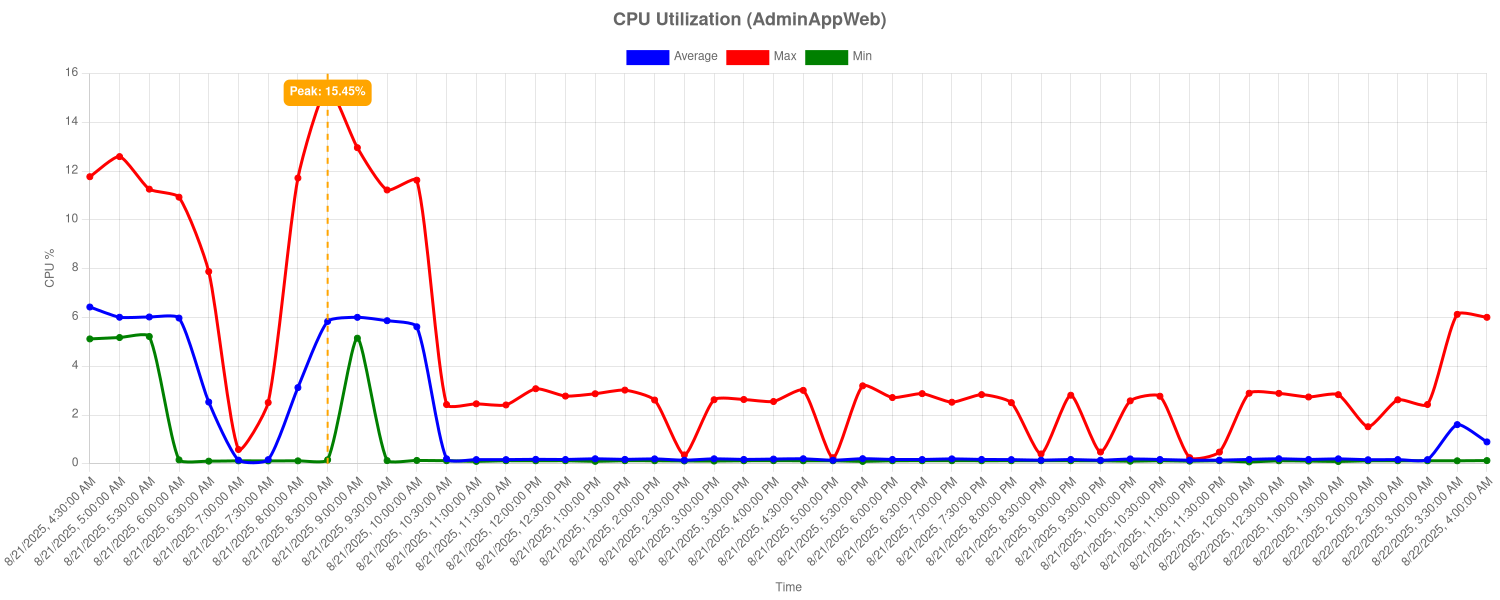 CPU Utilization (AdminAppWeb)
Average Max Min
Peak: 15.45%
16
14
12
10
8
6
4
2
0
CPU %
8/21/2025, 4:30:00 AM
8/21/2025, 5:00:00 AM
8/21/2025, 5:30:00 AM
8/21/2025, 6:00:00 AM
8/21/2025, 6:30:00 AM
8/21/2025, 7:00:00 AM
8/21/2025, 7:30:00 AM
8/21/2025, 8:00:00 AM
8/21/2025, 8:30:00 AM
8/21/2025, 9:00:00 AM
8/21/2025, 9:30:00 AM
8/21/2025, 10:00:00 AM
8/21/2025, 10:30:00 AM
8/21/2025, 11:00:00 AM
8/21/2025, 11:30:00 AM
8/21/2025, 12:00:00 PM
8/21/2025, 12:30:00 PM
8/21/2025, 1:00:00 PM
8/21/2025, 1:30:00 PM
8/21/2025, 2:00:00 PM
8/21/2025, 2:30:00 PM
8/21/2025, 3:00:00 PM
8/21/2025, 3:30:00 PM
8/21/2025, 4:00:00 PM
8/21/2025, 4:30:00 PM
8/21/2025, 5:00:00 PM
8/21/2025, 5:30:00 PM
8/21/2025, 6:00:00 PM
8/21/2025, 6:30:00 PM
8/21/2025, 7:00:00 PM
8/21/2025, 7:30:00 PM
8/21/2025, 8:00:00 PM
8/21/2025, 8:30:00 PM
8/21/2025, 9:00:00 PM
8/21/2025, 9:30:00 PM
8/21/2025, 10:00:00 PM
8/21/2025, 10:30:00 PM
8/21/2025, 11:00:00 PM
8/21/2025, 11:30:00 PM
8/22/2025, 12:00:00 AM
8/22/2025, 12:30:00 AM
8/22/2025, 1:00:00 AM
8/22/2025, 1:30:00 AM
8/22/2025, 2:00:00 AM
8/22/2025, 2:30:00 AM
8/22/2025, 3:00:00 AM
8/22/2025, 3:30:00 AM
8/22/2025, 4:00:00 AM
Time